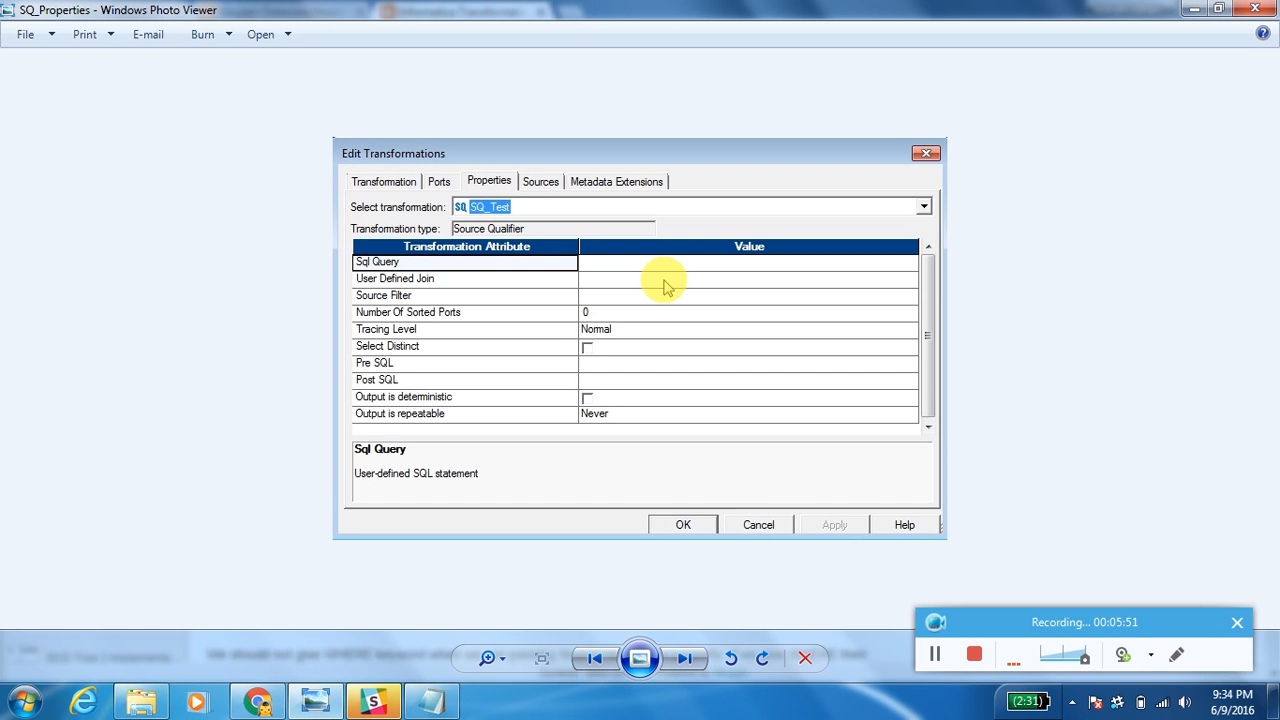 SQ_Properties - Windows Photo Viewer
File Print E-mail Burn Open
Edit Transformations
Transformation Ports Properties Sources Metadata Extensions
Select transformation: SQ SQ_Test
Transformation type: Source Qualifier
Transformation Attribute Value
Sql Query
User Defined Join
Source Filter
Number Of Sorted Ports 0
Tracing Level Normal
Select Distinct
Pre SQL
Post SQL
Output is deterministic
Output is repeatable Never
Sql Query
User-defined SQL statement
OK Cancel Apply Help
Recording... 00:05:51
(2:31)
9:34 PM
6/9/2016